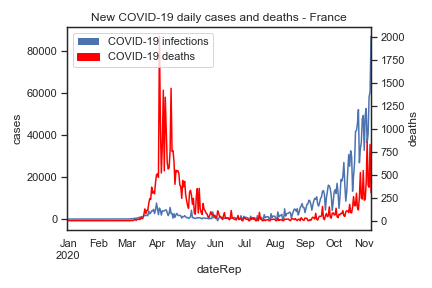 New COVID-19 daily cases and deaths - France
COVID-19 infections
COVID-19 deaths
cases
80000
60000
40000
20000
0
deaths
2000
1750
1500
1250
1000
750
500
250
0
Jan Feb Mar Apr May Jun Jul Aug Sep Oct Nov
2020
dateRep